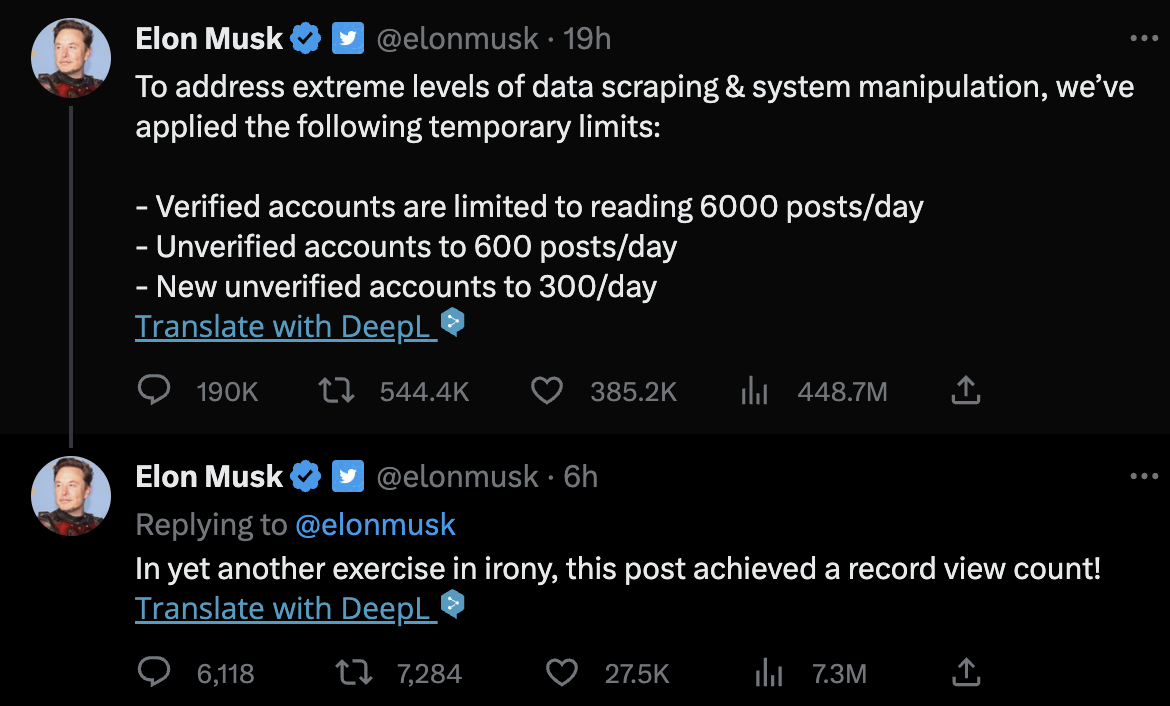 Elon Musk @elonmusk · 19h
To address extreme levels of data scraping & system manipulation, we’ve
applied the following temporary limits:
- Verified accounts are limited to reading 6000 posts/day
- Unverified accounts to 600 posts/day
- New unverified accounts to 300/day
Translate with DeepL
190K 544.4K 385.2K 448.7M
Elon Musk @elonmusk · 6h
Replying to @elonmusk
In yet another exercise in irony, this post achieved a record view count!
Translate with DeepL
6,118 7,284 27.5K 7.3M